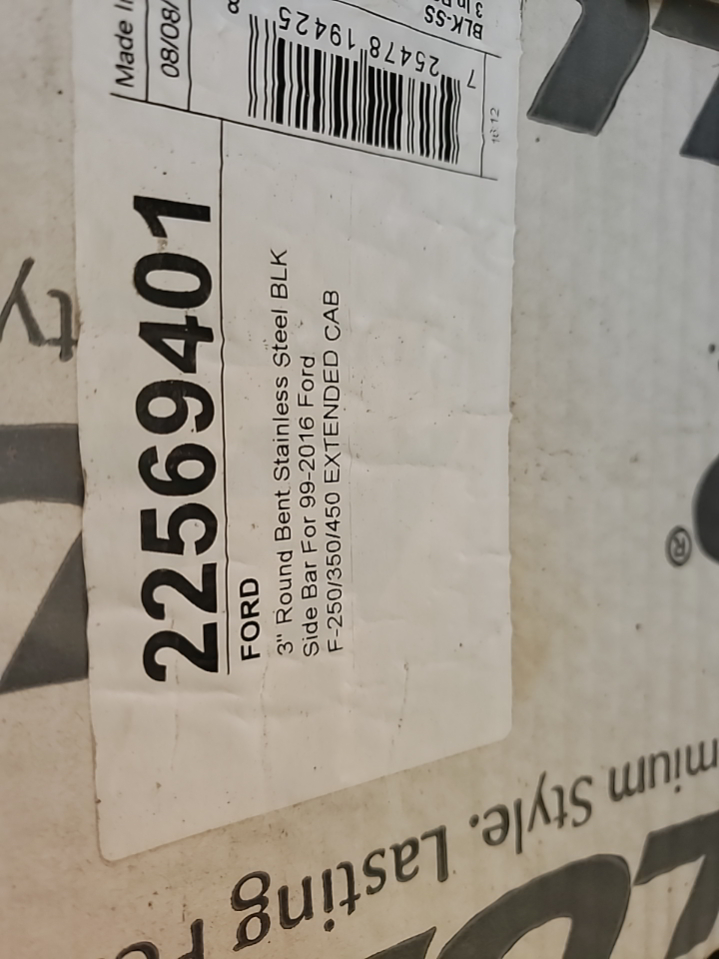 22569401
FORD
3" Round Bent Stainless Steel BLK
Side Bar For 99-2016 Ford
F-250/350/450 EXTENDED CAB
Made
08/08/
7 25478 19425
BLK-SS
®
Style. Lasting